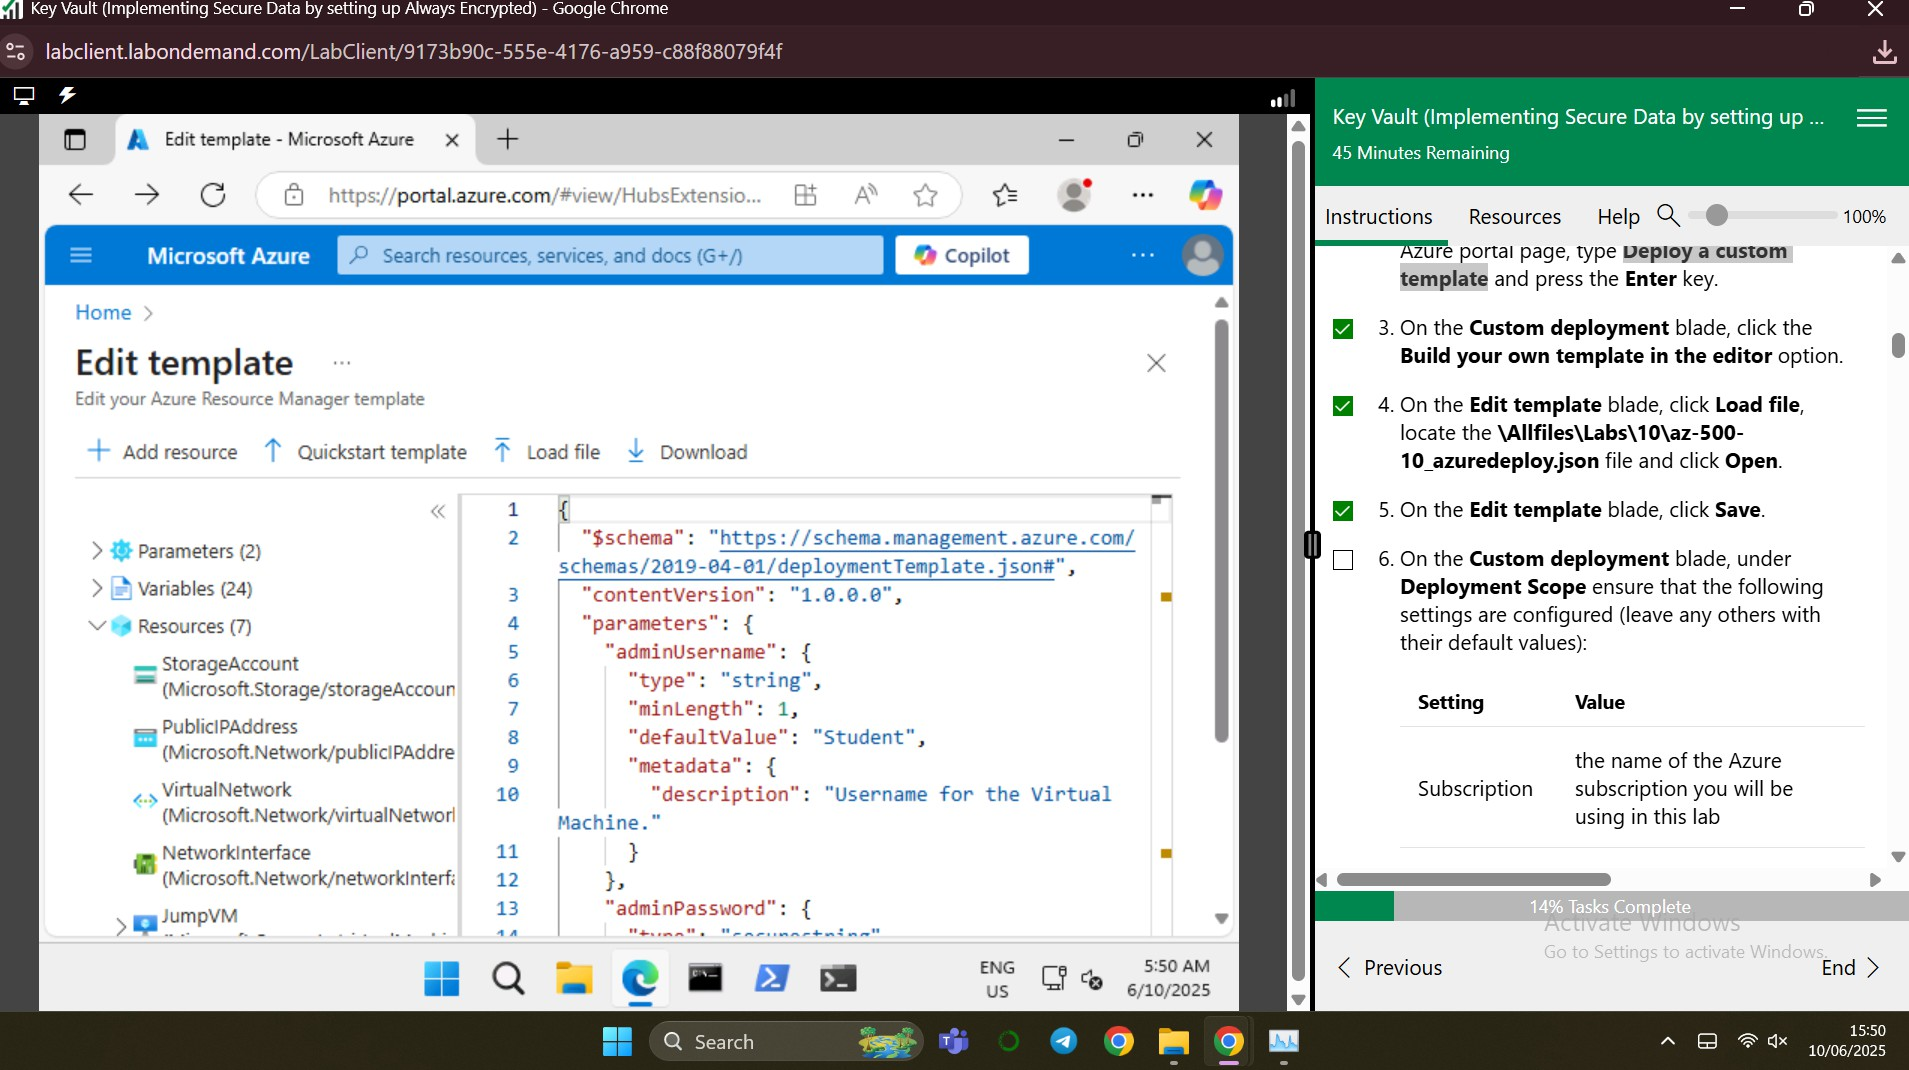 Key Vault (Implementing Secure Data by setting up Always Encrypted) - Google Chrome
labclient.labondemand.com/LabClient/9173b90c-555e-4176-a959-c88f88079f4f
Edit template - Microsoft Azure
https://portal.azure.com/#view/HubsExtensio...
Microsoft Azure
Search resources, services, and docs (G+/)
Copilot
Home >
Edit template ...
Edit your Azure Resource Manager template
Add resource
Quickstart template
Load file
Download
Parameters (2)
Variables (24)
Resources (7)
StorageAccount
(Microsoft.Storage/storageAccoun
PublicIPAddress
(Microsoft.Network/publicIPAddre
VirtualNetwork
(Microsoft.Network/virtualNetworl
NetworkInterface
(Microsoft.Network/networkInterfa
JumpVM
1 {
2 "$schema": "https://schema.management.azure.com/
schemas/2019-04-01/deploymentTemplate.json#",
3 "contentVersion": "1.0.0.0",
4 "parameters": {
5 "adminUsername": {
6 "type": "string",
7 "minLength": 1,
8 "defaultValue": "Student",
9 "metadata": {
10 "description": "Username for the Virtual
Machine."
11 }
12 },
13 "adminPassword": {
14 "type": "securestring"
ENG
US
5:50 AM
6/10/2025
Key Vault (Implementing Secure Data by setting up ...
45 Minutes Remaining
Instructions
Resources
Help
100%
Azure portal page, type Deploy a custom
template and press the Enter key.
3. On the Custom deployment blade, click the
Build your own template in the editor option.
4. On the Edit template blade, click Load file,
locate the \Allfiles\Labs\10\az-500-
10_azuredeploy.json file and click Open.
5. On the Edit template blade, click Save.
6. On the Custom deployment blade, under
Deployment Scope ensure that the following
settings are configured (leave any others with
their default values):
Setting Value
Subscription
the name of the Azure
subscription you will be
using in this lab
14% Tasks Complete
Activate Windows
Go to Settings to activate Windows.
Previous
End
Search
15:50
10/06/2025